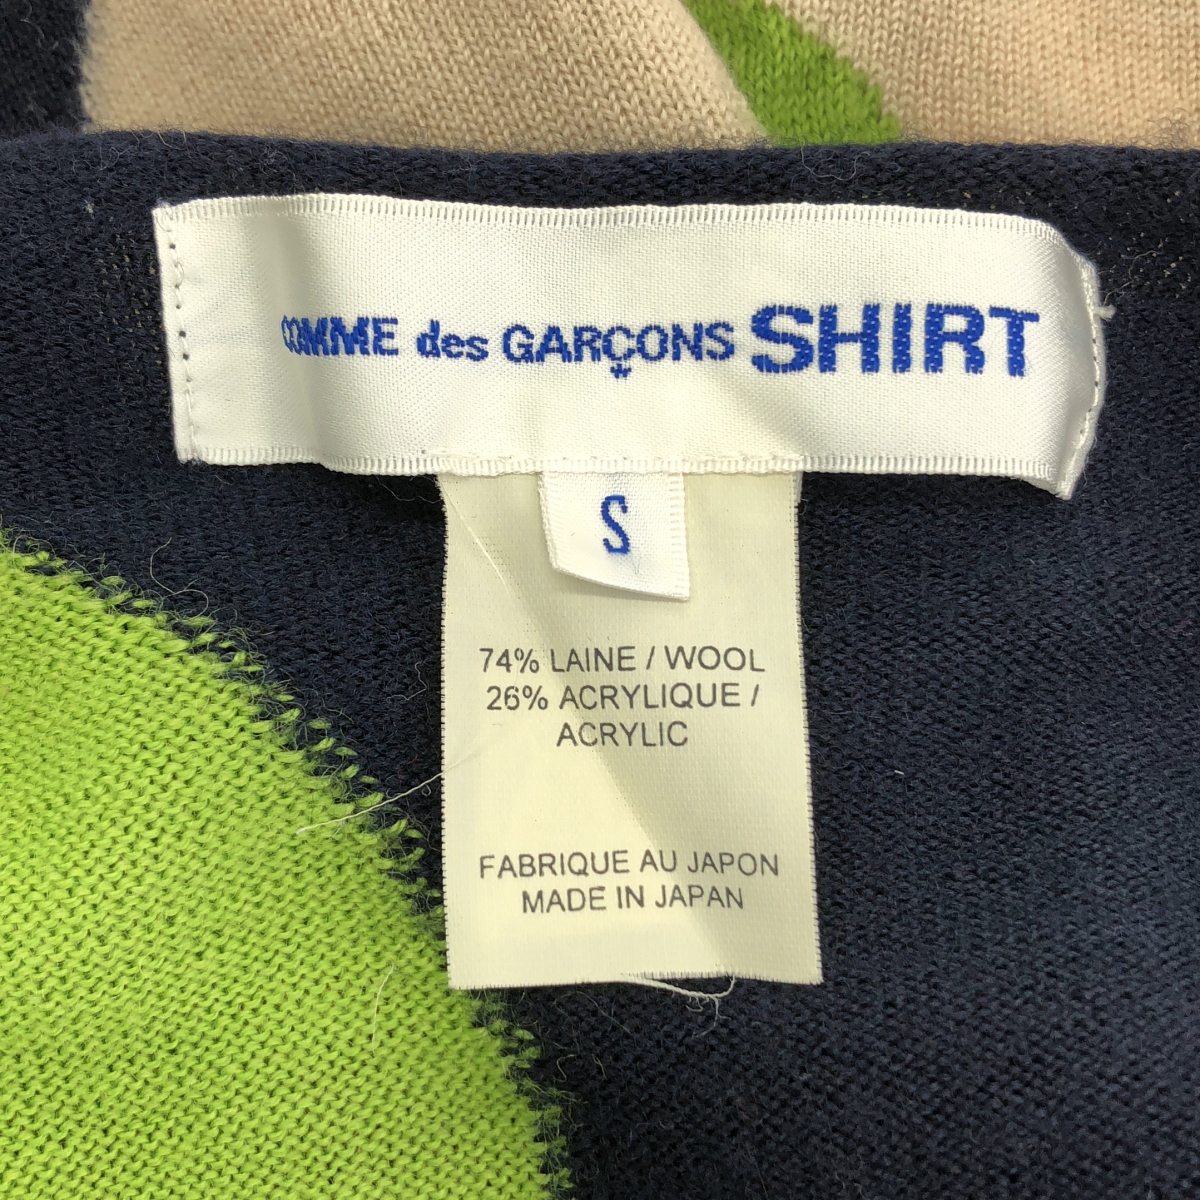 COMME des GARÇONS SHIRT
S
74% LAINE / WOOL
26% ACRYLIQUE /
ACRYLIC
FABRIQUE AU JAPON
MADE IN JAPAN